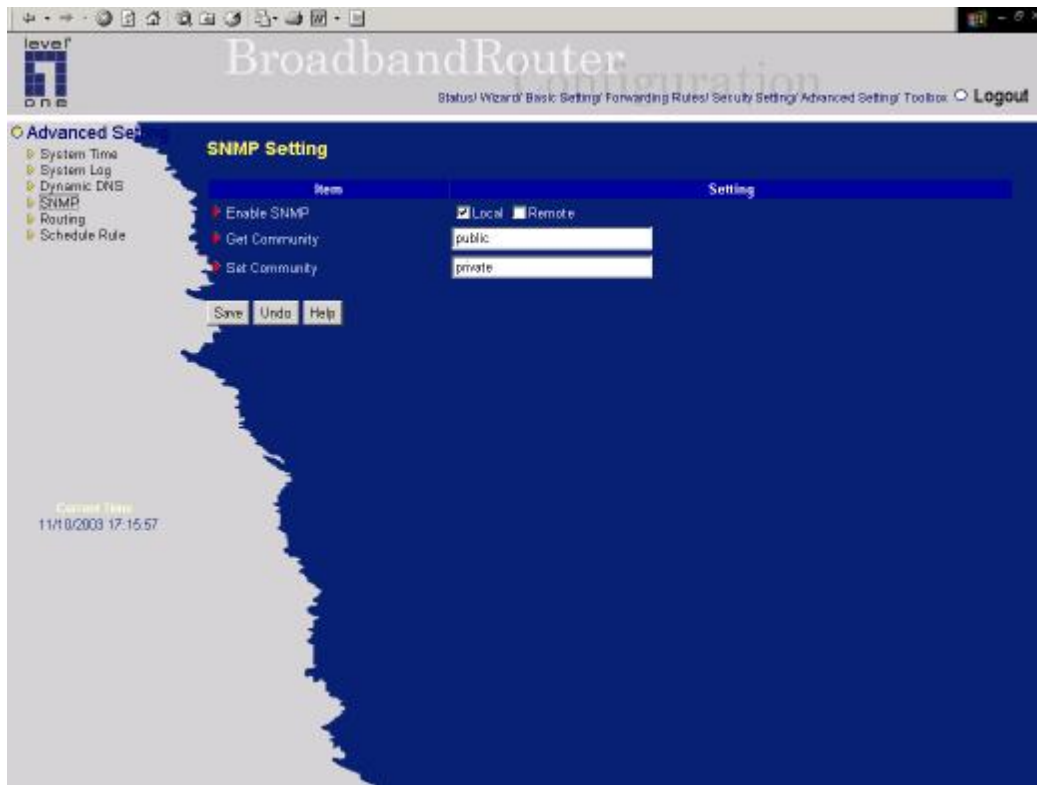 level
one
BroadbandRouter
Configuration
Status/ Wizard/ Basic Setting/ Forwarding Rules/ Security Setting/ Advanced Setting/ Toolbox Logout
Advanced Setting
System Time
System Log
Dynamic DNS
SNMP
Routing
Schedule Rule
SNMP Setting
Item Setting
Enable SNMP Local Remote
Get Community public
Set Community private
Save Undo Help
Current Time
11/10/2003 17:15:57